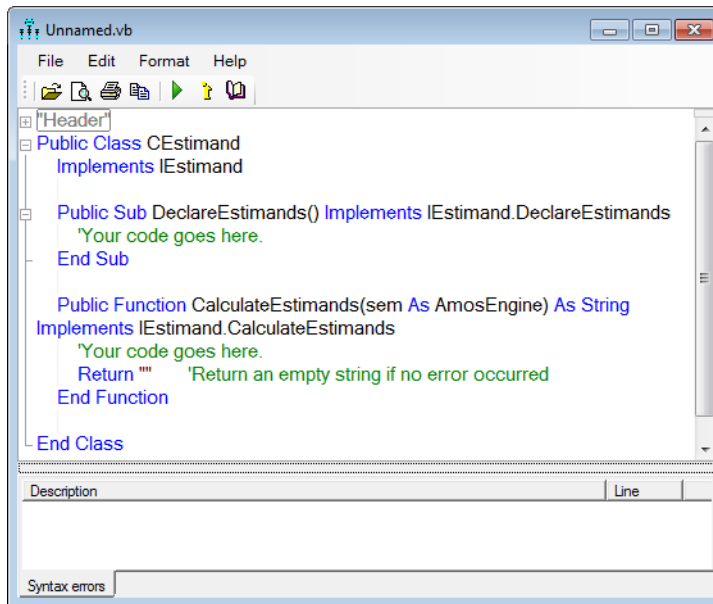 Unnamed.vb
File Edit Format Help
"Header"
Public Class CEstimand
Implements IEstimand
Public Sub DeclareEstimands() Implements IEstimand.DeclareEstimands
'Your code goes here.
End Sub
Public Function CalculateEstimands(sem As AmosEngine) As String
Implements IEstimand.CalculateEstimands
'Your code goes here.
Return "" 'Return an empty string if no error occurred
End Function
End Class
Description Line
Syntax errors